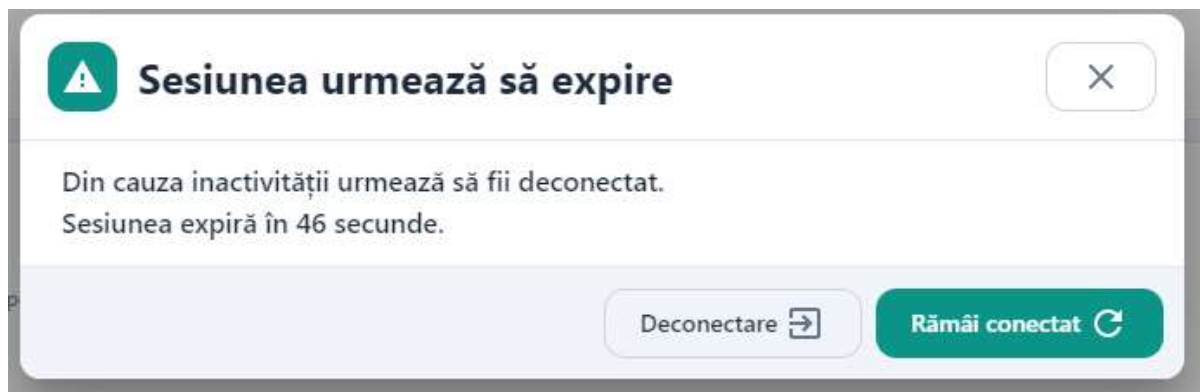 Sesiunea urmează să expire
Din cauza inactivității urmează să fii deconectat.
Sesiunea expiră în 46 secunde.
Deconectare
Rămâi conectat